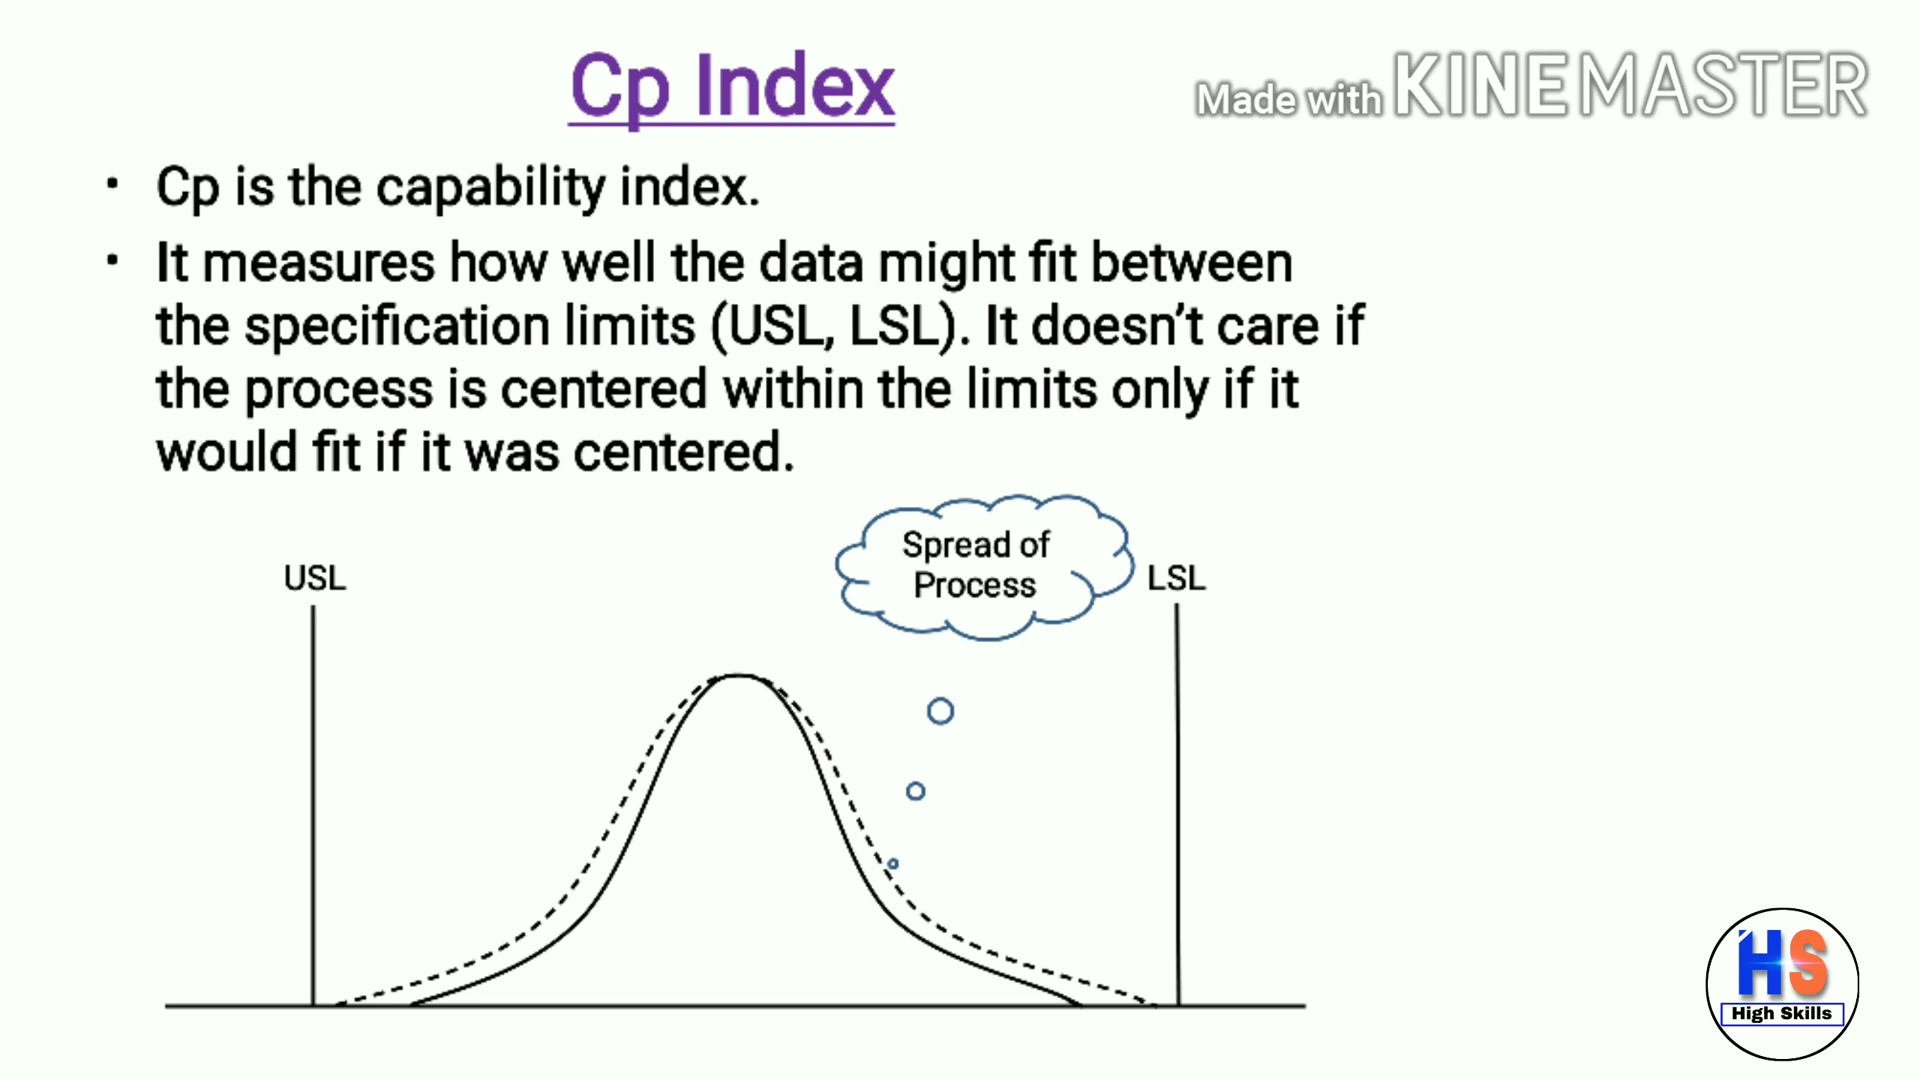 Cp Index
Made with KINEMASTER
• Cp is the capability index.
• It measures how well the data might fit between
the specification limits (USL, LSL). It doesn't care if
the process is centered within the limits only if it
would fit if it was centered.
Spread of
Process
USL
LSL
HS
High Skills